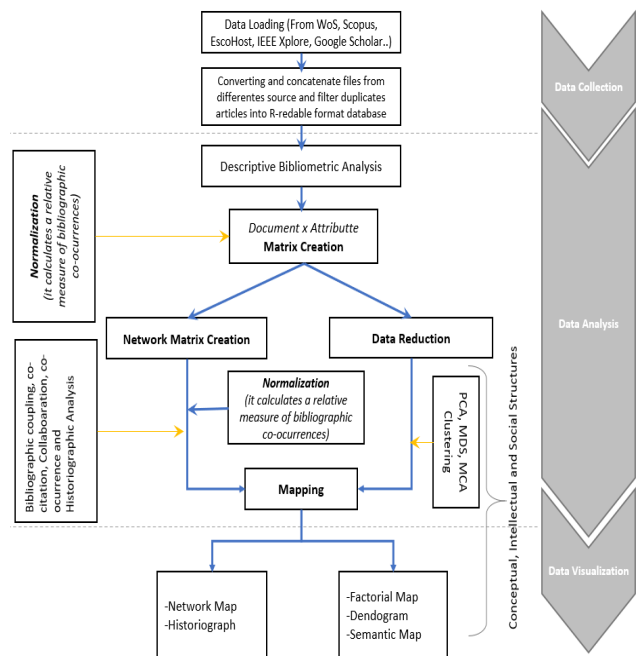 Data Loading (From WoS, Scopus,
EscoHost, IEEE Xplore, Google Scholar..)
Converting and concatenate files from
differentes source and filter duplicates
articles into R-redable format database
Data Collection
Descriptive Bibliometric Analysis
Normalization
(it calculates a relative
measure of bibliographic
co-ocurrences)
Document x Attributte
Matrix Creation
Data Analysis
Network Matrix Creation
Data Reduction
Bibliographic coupling, co-
citation, Collaboaration, co-
ocurrence and
Historiographic Analysis
Normalization
(it calculates a relative
measure of bibliographic
co-ocurrences)
PCA, MDS, MCA
Clustering
Conceptual, Intellectual and Social Structures
Mapping
Data Visualization
-Network Map
-Historiograph
-Factorial Map
-Dendogram
-Semantic Map